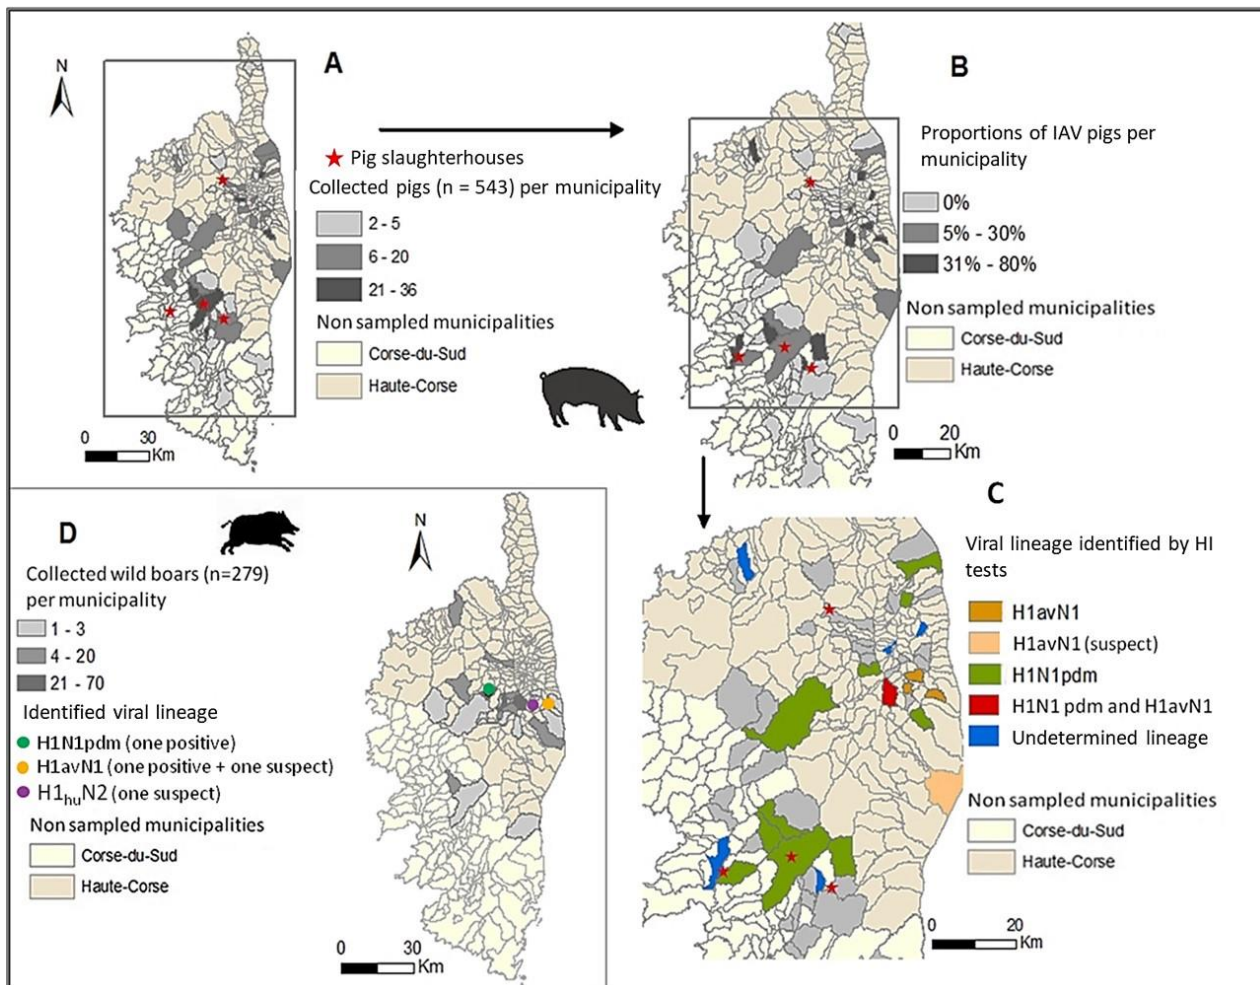 A
N
★ Pig slaughterhouses
Collected pigs (n = 543) per municipality
2 - 5
6 - 20
21 - 36
Non sampled municipalities
Corse-du-Sud
Haute-Corse
0 30
Km
B
Proportions of IAV pigs per
municipality
0%
5% - 30%
31% - 80%
Non sampled municipalities
Corse-du-Sud
Haute-Corse
0 20
Km
C
Viral lineage identified by HI
tests
H1avN1
H1avN1 (suspect)
H1N1pdm
H1N1 pdm and H1avN1
Undetermined lineage
Non sampled municipalities
Corse-du-Sud
Haute-Corse
0 20
Km
D
N
Collected wild boars (n=279)
per municipality
1 - 3
4 - 20
21 - 70
Identified viral lineage
H1N1pdm (one positive)
H1avN1 (one positive + one suspect)
H1huN2 (one suspect)
Non sampled municipalities
Corse-du-Sud
Haute-Corse
0 30
Km